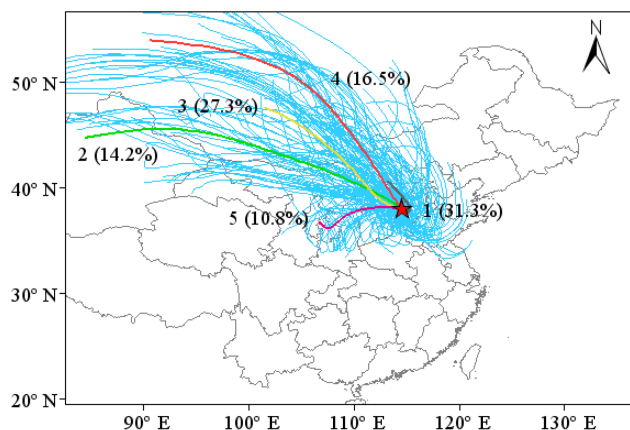 N
50° N
4 (16.5%)
3 (27.3%)
2 (14.2%)
40° N
5 (10.8%)
1 (31.3%)
30° N
20° N
90° E
100° E
110° E
120° E
130° E